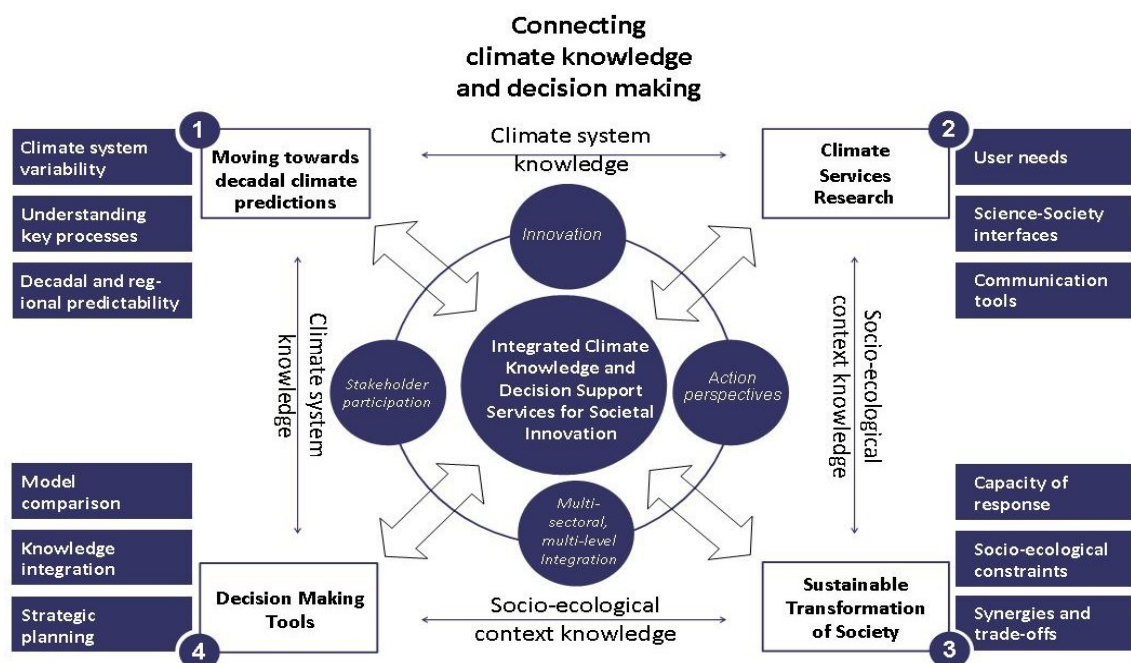 Connecting
climate knowledge
and decision making
1
Climate system
variability
Understanding
key processes
Decadal and reg-
ional predictability
Moving towards
decadal climate
predictions
Climate system
knowledge
2
Climate
Services
Research
User needs
Science-Society
interfaces
Communication
tools
Innovation
Climate system
knowledge
Stakeholder
participation
Integrated Climate
Knowledge and
Decision Support
Services for Societal
Innovation
Action
perspectives
Socio-ecological
context knowledge
Multi-
sectoral,
multi-level
Integration
Model
comparison
Knowledge
integration
Strategic
planning
4
Decision Making
Tools
Socio-ecological
context knowledge
Sustainable
Transformation
of Society
3
Capacity of
response
Socio-ecological
constraints
Synergies and
trade-offs